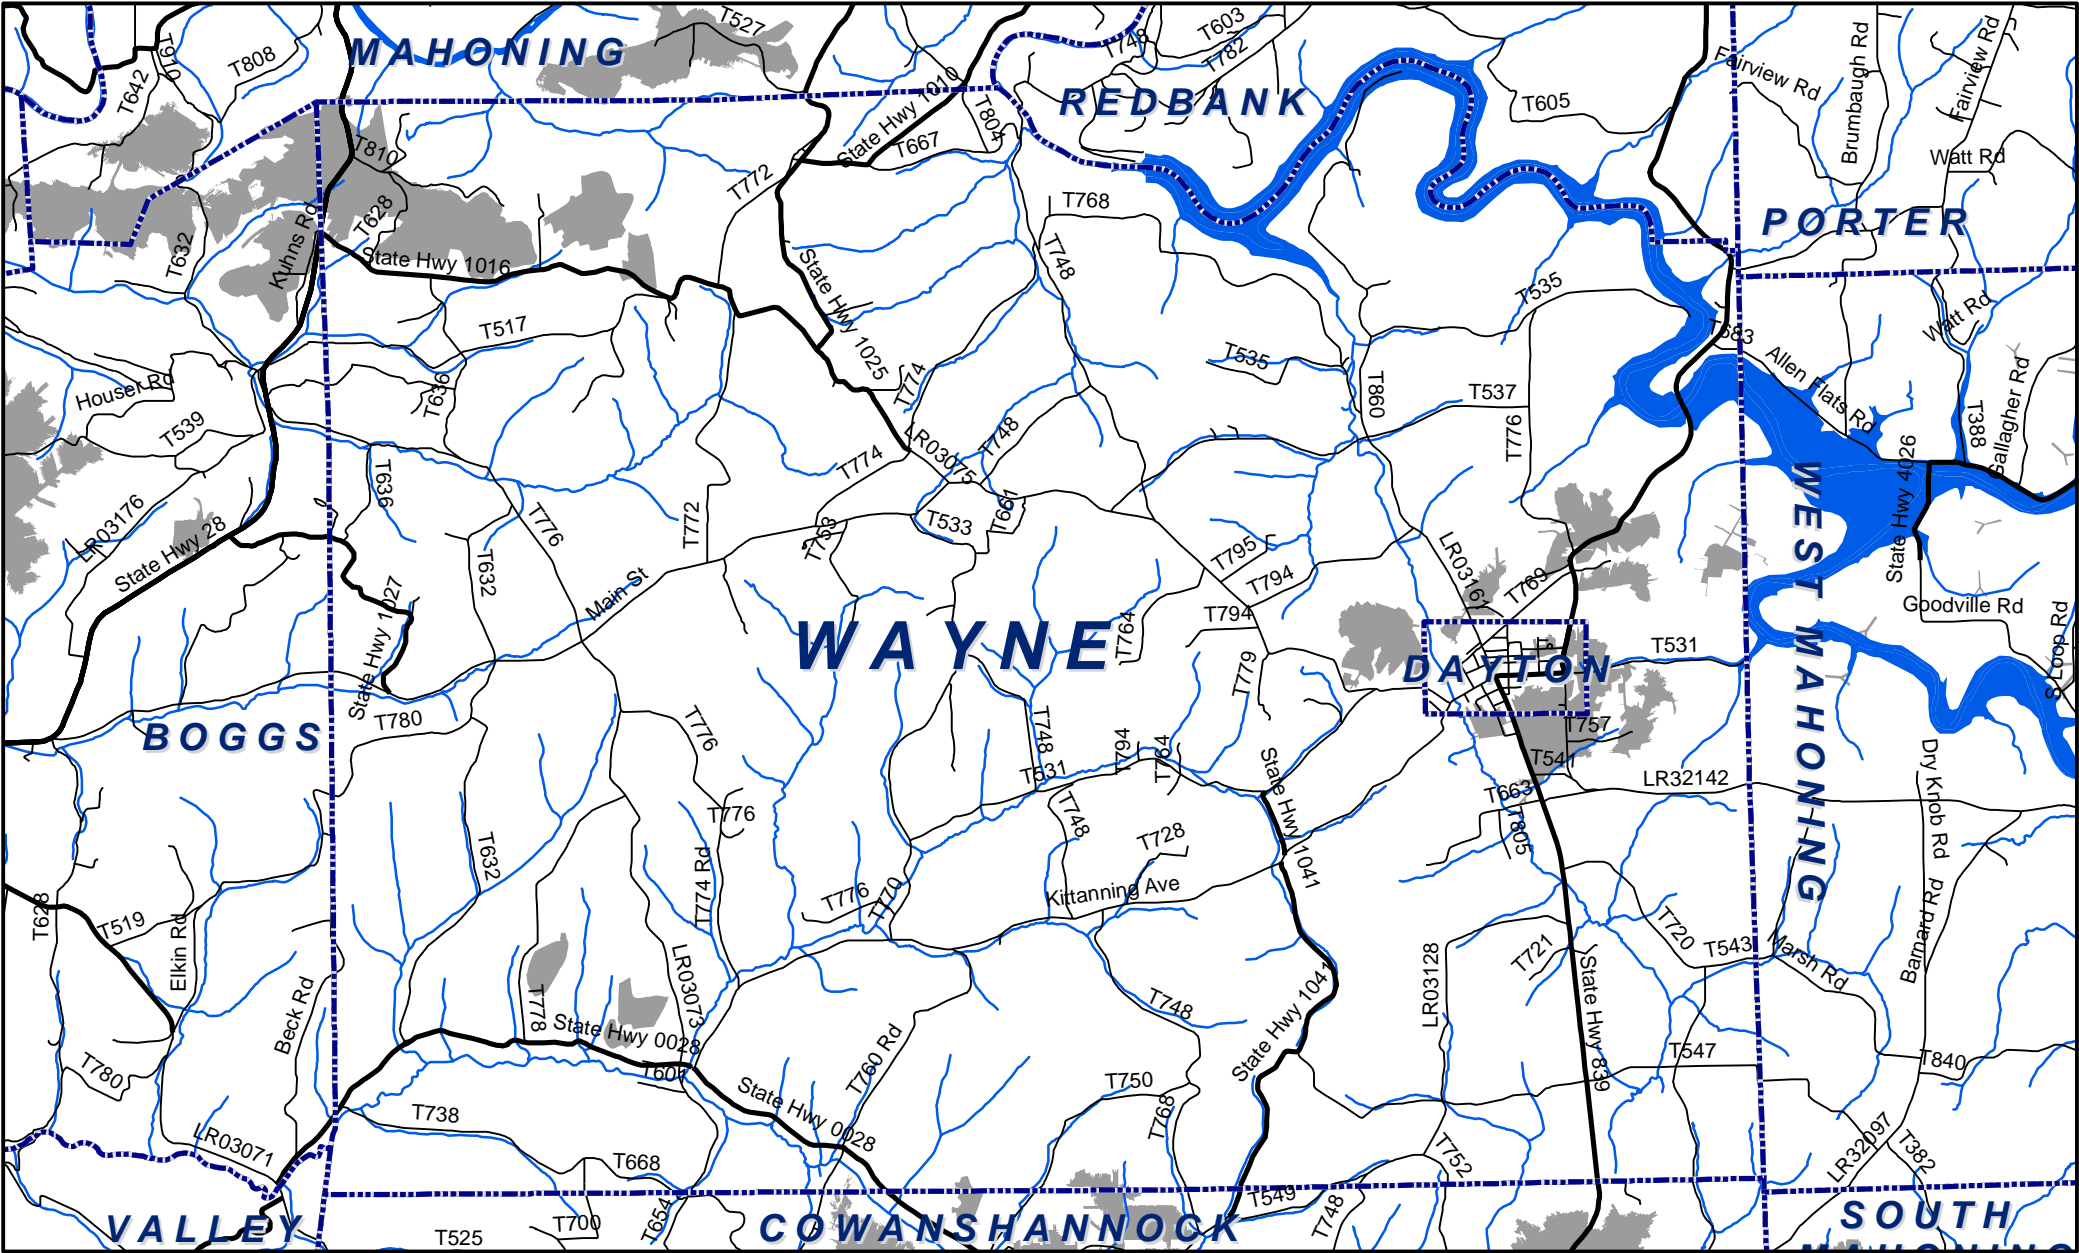 T527
T603
MAHONING
T748
T782
T910
T808
T642
Fairview Rd
Brumbaugh Rd
Fairview Rd
State Hwy 1010
T804
REDBANK
T605
T810
T667
Watt Rd
T772
T628
T768
PORTER
Kuhns Rd
T632
State Hwy 1016
T748
State Hwy 1025
T535
T517
T683
Watt Rd
Allen Flats Rd
T535
Houser Rd
T636
T774
T860
T537
T776
Gallagher Rd
T388
T539
LR03075
T748
T774
State Hwy 4026
T636
WEST MAHONING
LR03176
State Hwy 28
T776
T772
T753
T533
T661
T795
LR03161
T632
Main St
T794
T769
Goodville Rd
State Hwy 1027
WAYNE
T764
T794
T531
S Loop Rd
DAYTON
T779
T780
BOGGS
T776
T748
T794
T764
T757
T541
T531
State Hwy 1041
LR32142
Dry Knob Rd
T776
T663
T805
T748
T728
T632
T774 Rd
Kittanning Ave
T776
T770
T628
T519
Elkin Rd
Barnard Rd
T720
T543
Marsh Rd
T721
LR03128
LR03073
Beck Rd
T778
State Hwy 0028
T748
State Hwy 1041
State Hwy 839
T760 Rd
T547
T840
T780
T601
State Hwy 0028
T750
T768
T738
LR03071
T668
T752
LR32097
T382
T549
T748
VALLEY
T525
T700
T654
COWANSHANNOCK
SOUTH
MAHONING